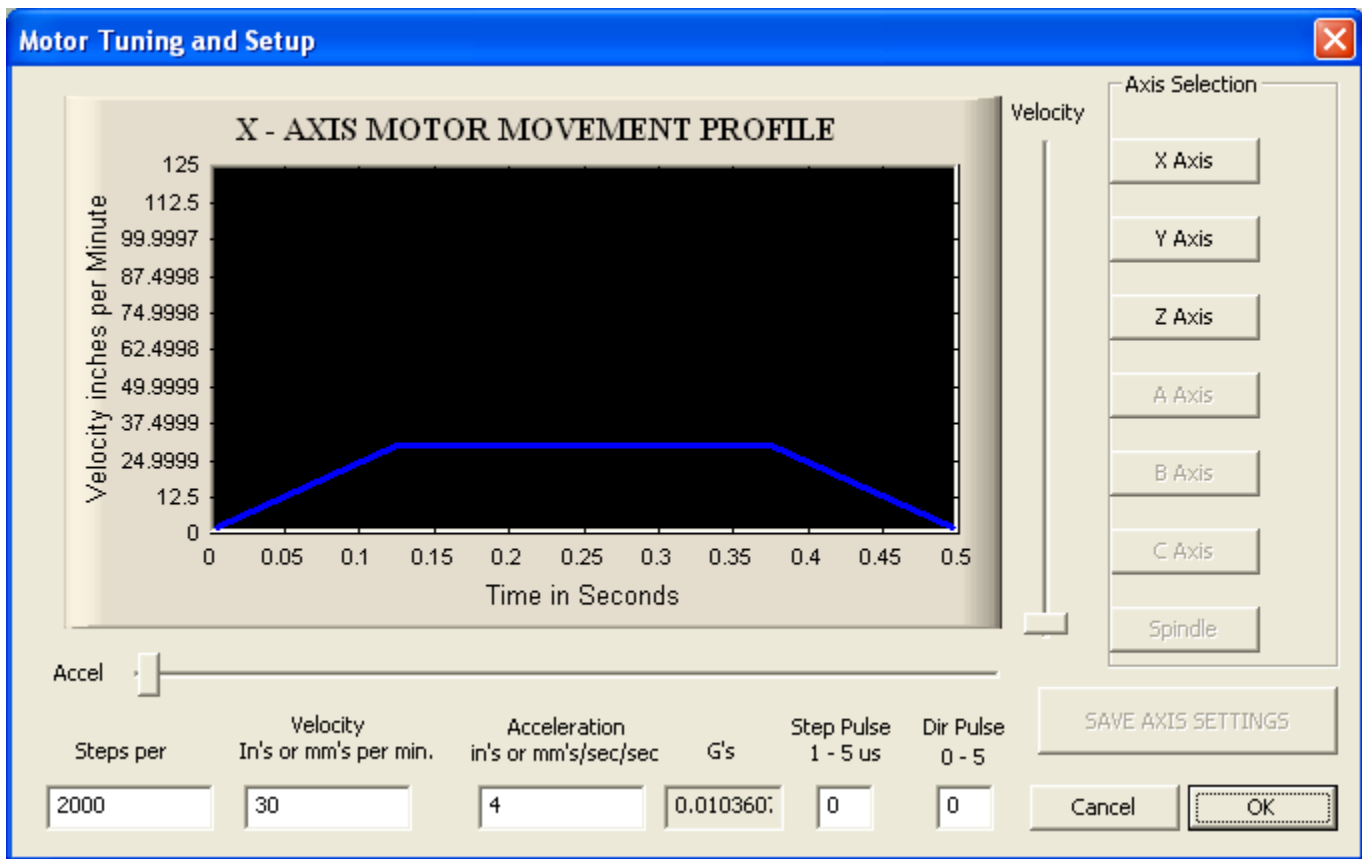 Motor Tuning and Setup
X - AXIS MOTOR MOVEMENT PROFILE
Velocity inches per Minute
125
112.5
99.9997
87.4998
74.9998
62.4998
49.9999
37.4999
24.9999
12.5
0
0 0.05 0.1 0.15 0.2 0.25 0.3 0.35 0.4 0.45 0.5
Time in Seconds
Velocity
Axis Selection
X Axis
Y Axis
Z Axis
A Axis
B Axis
C Axis
Spindle
Accel
Steps per
2000
Velocity
In's or mm's per min.
30
Acceleration
in's or mm's/sec/sec
4
G's
0.010360
Step Pulse
1 - 5 us
0
Dir Pulse
0 - 5
0
SAVE AXIS SETTINGS
Cancel
OK